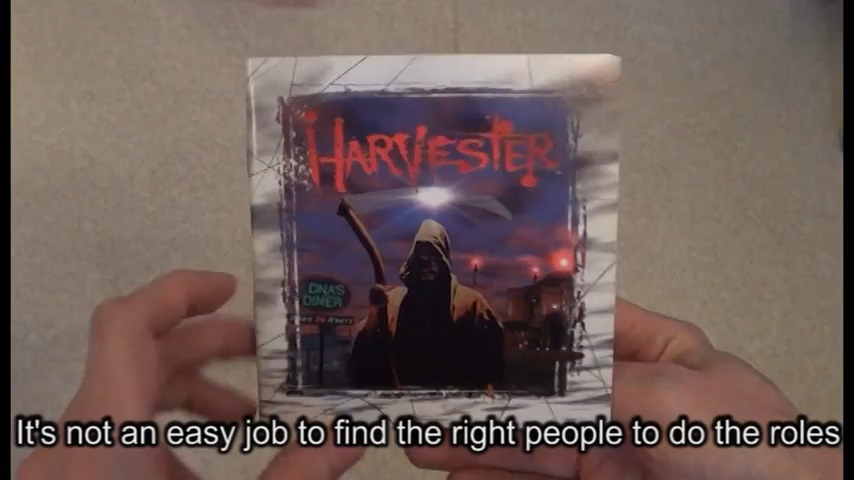 HARVESTER
DNA'S
DINER
It's not an easy job to find the right people to do the roles